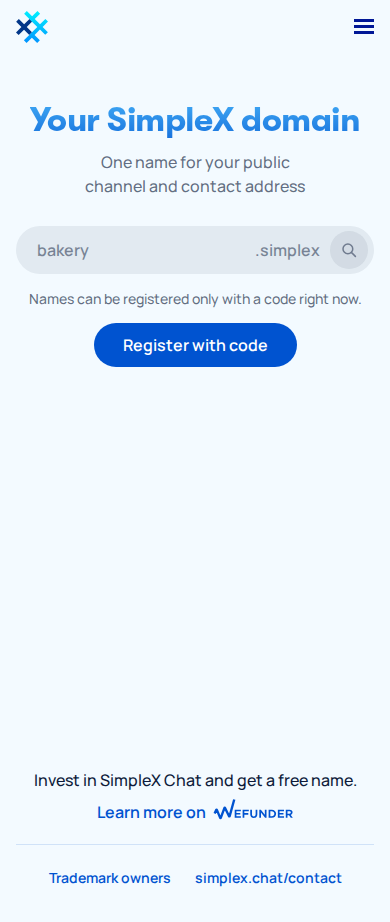 Your SimpleX domain
One name for your public
channel and contact address
bakery .simplex
Names can be registered only with a code right now.
Register with code
Invest in SimpleX Chat and get a free name.
Learn more on WEFUNDER
Trademark owners simplex.chat/contact